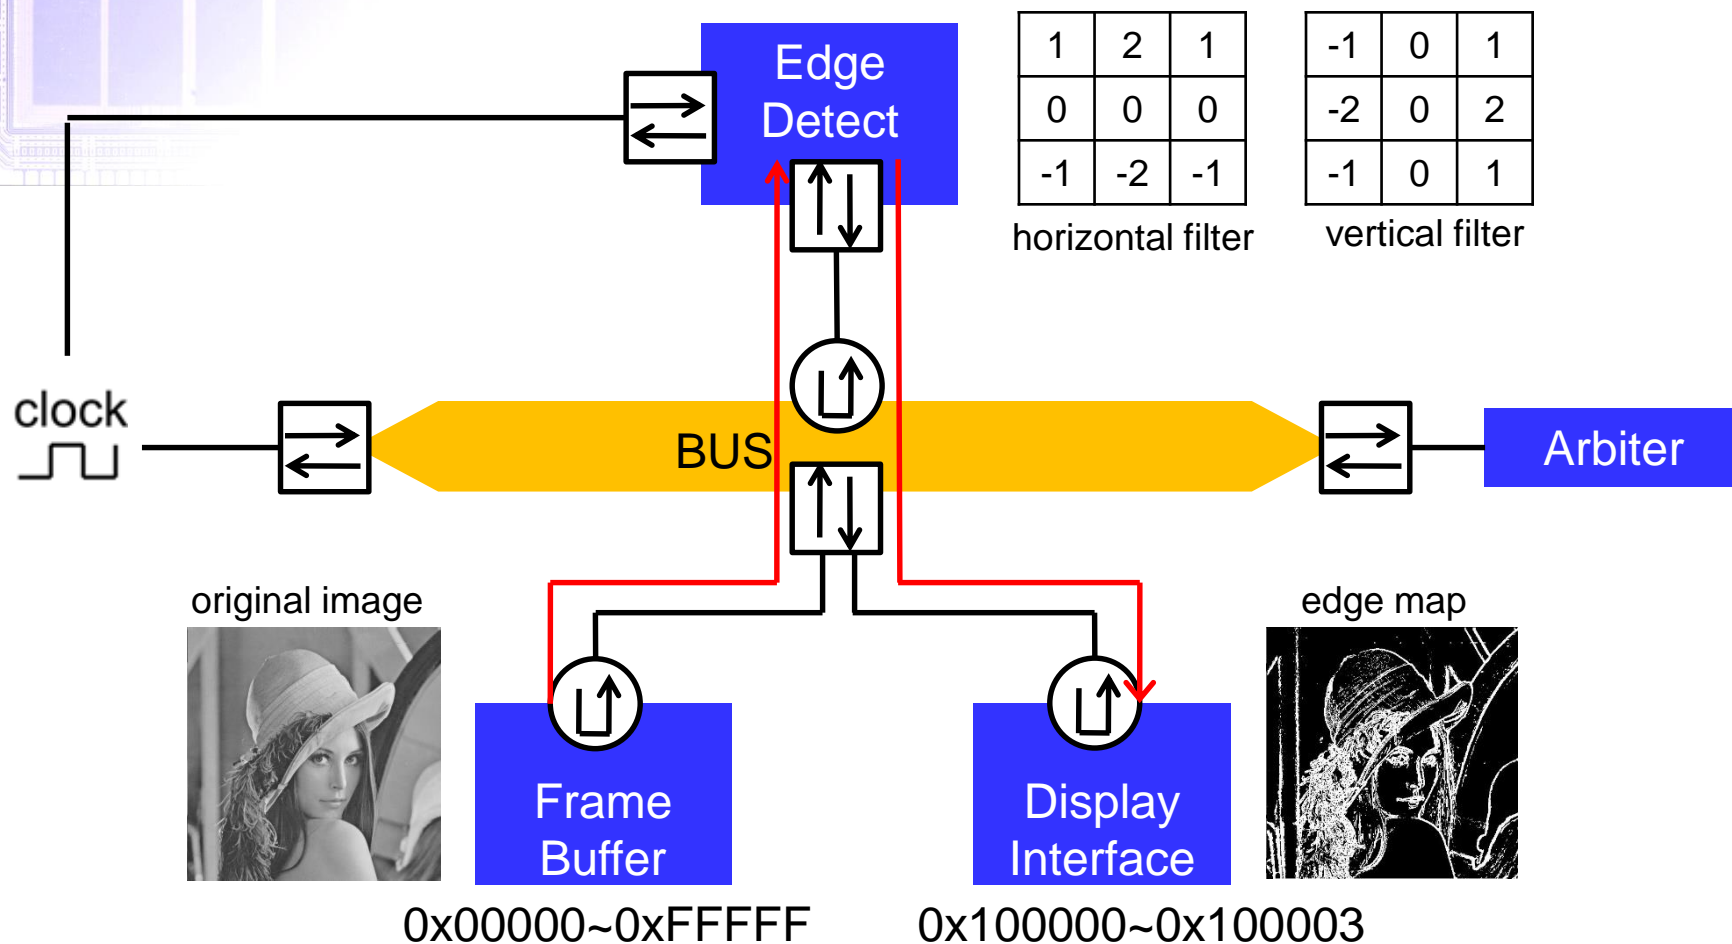 Edge
Detect
1 2 1
0 0 0
-1 -2 -1
horizontal filter
-1 0 1
-2 0 2
-1 0 1
vertical filter
clock
BUS
Arbiter
original image
edge map
Frame
Buffer
Display
Interface
0x00000~0xFFFFF
0x100000~0x100003